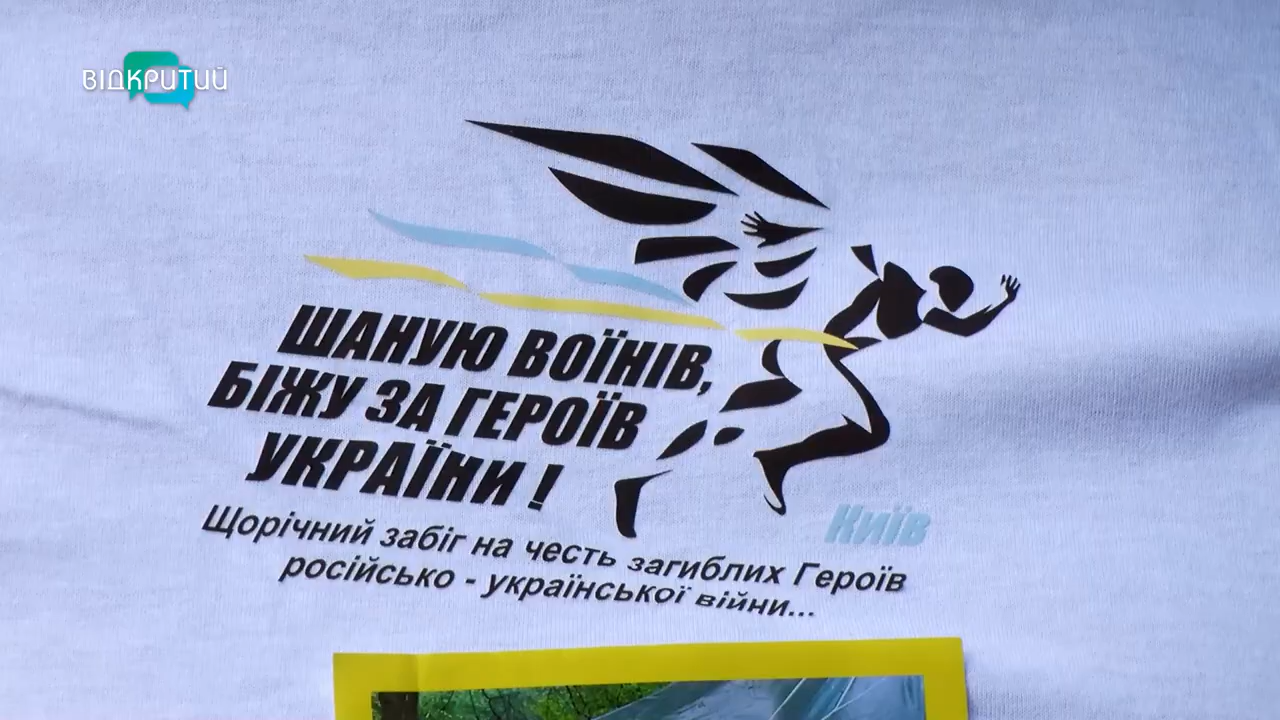 ВІДКРИТИЙ
ШАНУЮ ВОЇНІВ,
БІЖУ ЗА ГЕРОЇВ
УКРАЇНИ !
Київ
Щорічний забіг на честь загиблих Героїв
російсько - української війни...